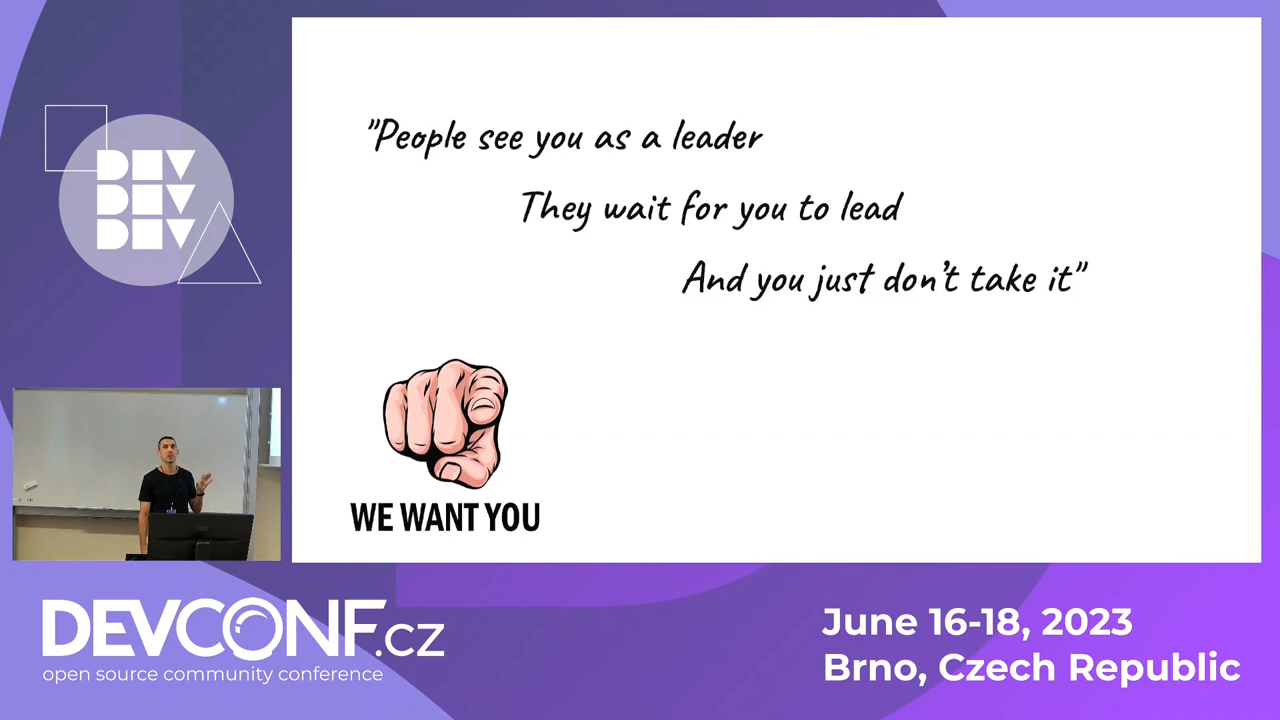 "People see you as a leader
They wait for you to lead
And you just don't take it"
WE WANT YOU
DEV
DEV
DEV
DEVCONF.cz
open source community conference
June 16-18, 2023
Brno, Czech Republic